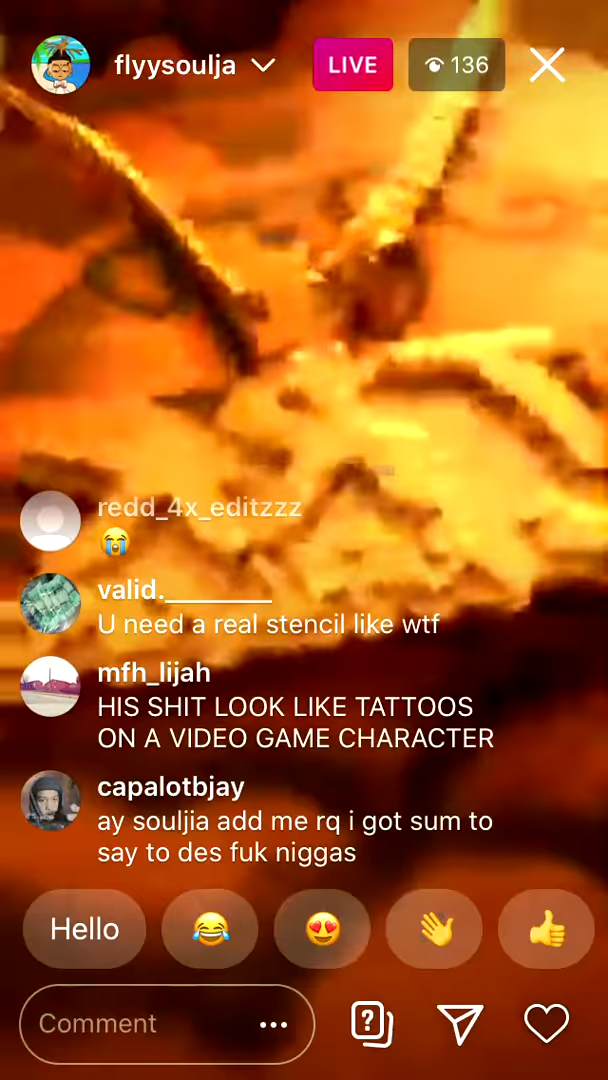 flyysoulja
LIVE
136
redd_4x_editzzz
😭
valid.________
U need a real stencil like wtf
mfh_lijah
HIS SHIT LOOK LIKE TATTOOS
ON A VIDEO GAME CHARACTER
capalotbjay
ay souljia add me rq i got sum to
say to des fuk niggas
Hello 😂 😍 👋 👍
Comment